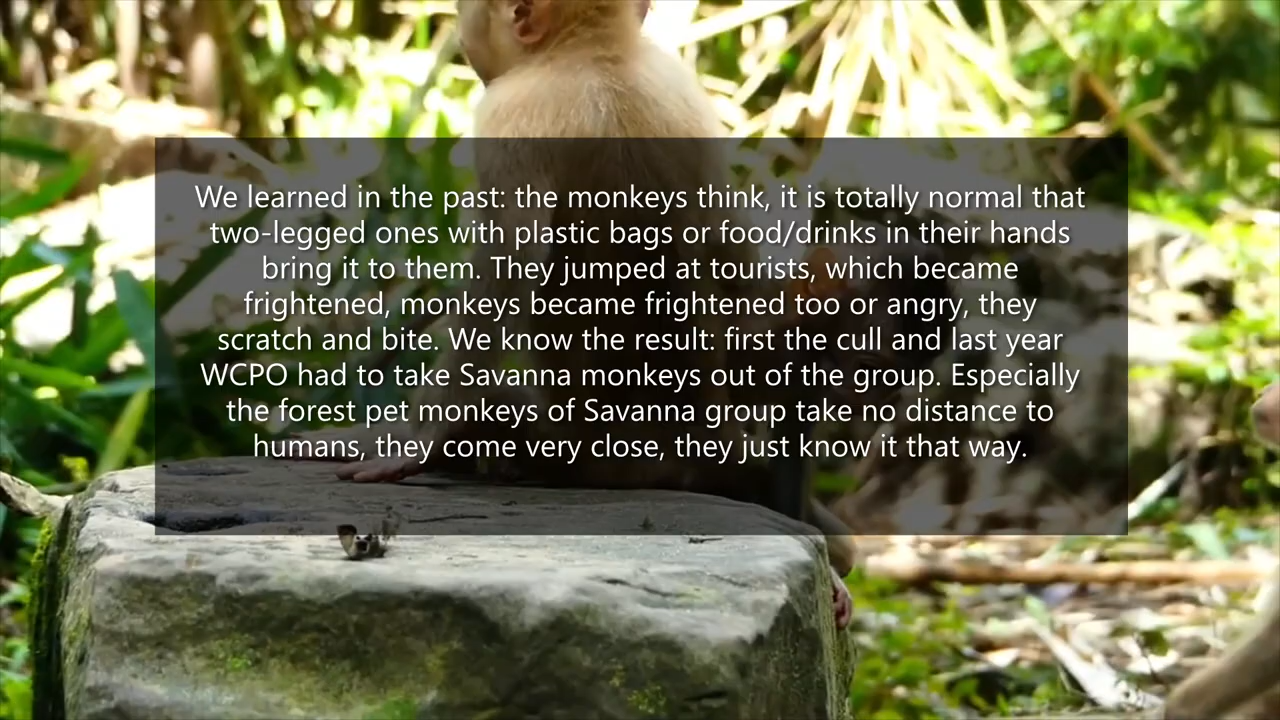 We learned in the past: the monkeys think, it is totally normal that
two-legged ones with plastic bags or food/drinks in their hands
bring it to them. They jumped at tourists, which became
frightened, monkeys became frightened too or angry, they
scratch and bite. We know the result: first the cull and last year
WCPO had to take Savanna monkeys out of the group. Especially
the forest pet monkeys of Savanna group take no distance to
humans, they come very close, they just know it that way.